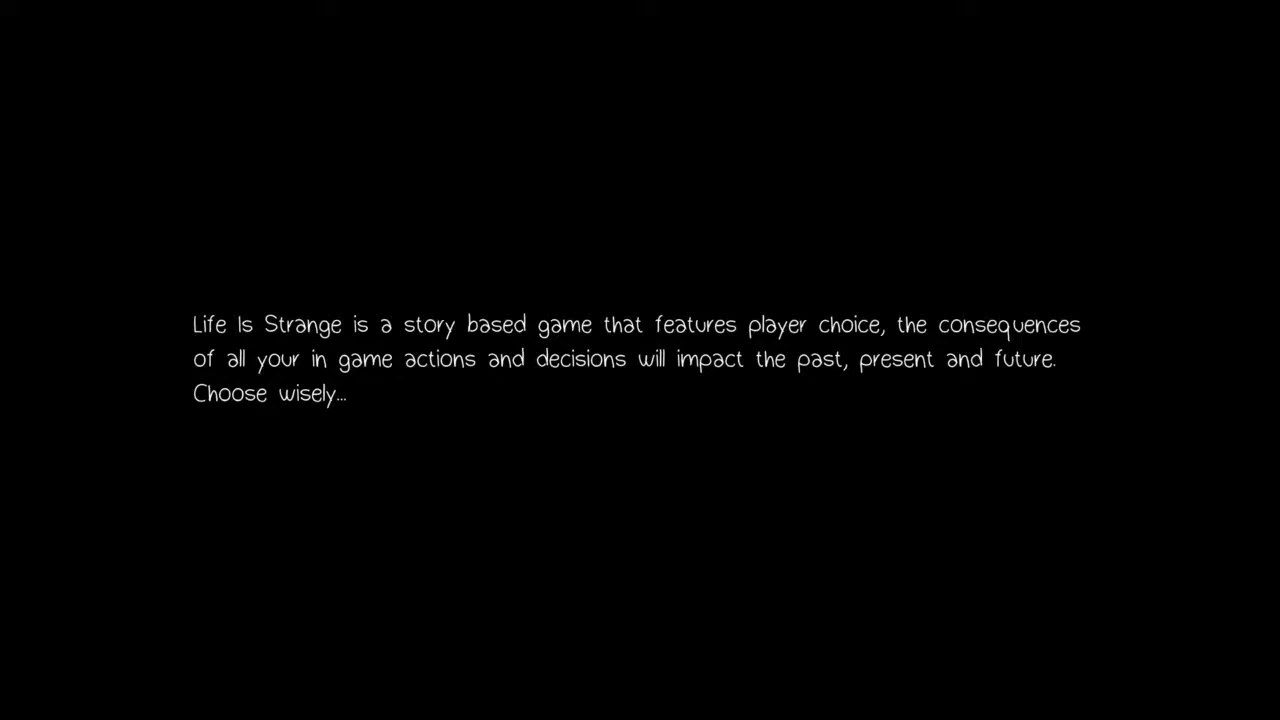 Life Is Strange is a story based game that features player choice, the consequences
of all your in game actions and decisions will impact the past, present and future.
Choose wisely...